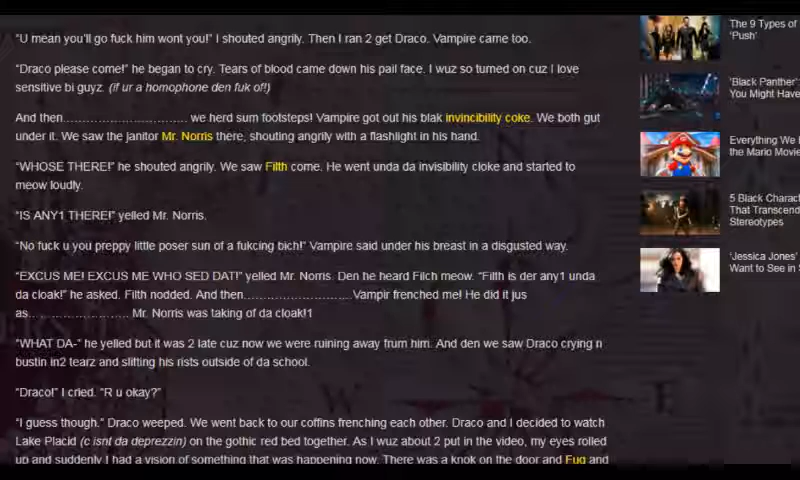 “U mean you’ll go fuck him wont you!” I shouted angrily. Then I ran 2 get Draco. Vampire came too.
“Draco please come!” he began to cry. Tears of blood came down his pail face. I wuz so turned on cuz I love
sensitive bi guyz. (if ur a homophone den fuk of!)
And then………………………… we herd sum footsteps! Vampire got out his blak invincibility coke. We both gut
under it. We saw the janitor Mr. Norris there, shouting angrily with a flashlight in his hand.
“WHOSE THERE!” he shouted angrily. We saw Filth come. He went unda da invisibility cloke and started to
meow loudly.
“IS ANY1 THERE!” yelled Mr. Norris.
“No fuck u you preppy little poser sun of a fukcing bich!” Vampire said under his breast in a disgusted way.
“EXCUS ME! EXCUS ME WHO SED DAT!” yelled Mr. Norris. Den he heard Filch meow. “Filth is der any1 unda
da cloak!” he asked. Filth nodded. And then………………………Vampir frenched me! He did it jus
as……………………. Mr. Norris was taking of da cloak!1
“WHAT DA-” he yelled but it was 2 late cuz now we were ruining away frum him. And den we saw Draco crying n
bustin in2 tearz and slifting his rists outside of da school.
“Draco!” I cried. “R u okay?”
“I guess though.” Draco weeped. We went back to our coffins frenching each other. Draco and I decided to watch
Lake Placid (c isnt da deprezzin) on the gothic red bed together. As I wuz about 2 put in the video, my eyes rolled
up and suddenly I had a vision of something that was happening now. There was a knok on the door and Fug and
The 9 Types of
‘Push’
‘Black Panther’:
You Might Have
Everything We
the Mario Movie
5 Black Charac
That Transcend
Stereotypes
‘Jessica Jones’
Want to See in